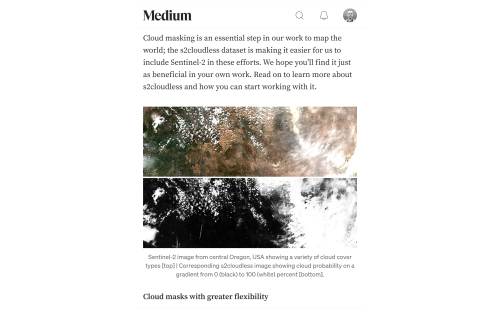 Medium
Cloud masking is an essential step in our work to map the
world; the s2cloudless dataset is making it easier for us to
include Sentinel-2 in these efforts. We hope you'll find it just
as beneficial in your own work. Read on to learn more about
s2cloudless and how you can start working with it.
Sentinel-2 image from central Oregon, USA showing a variety of cloud cover
types [top] | Corresponding s2cloudless image showing cloud probability on a
gradient from 0 (black) to 100 (white) percent [bottom].
Cloud masks with greater flexibility